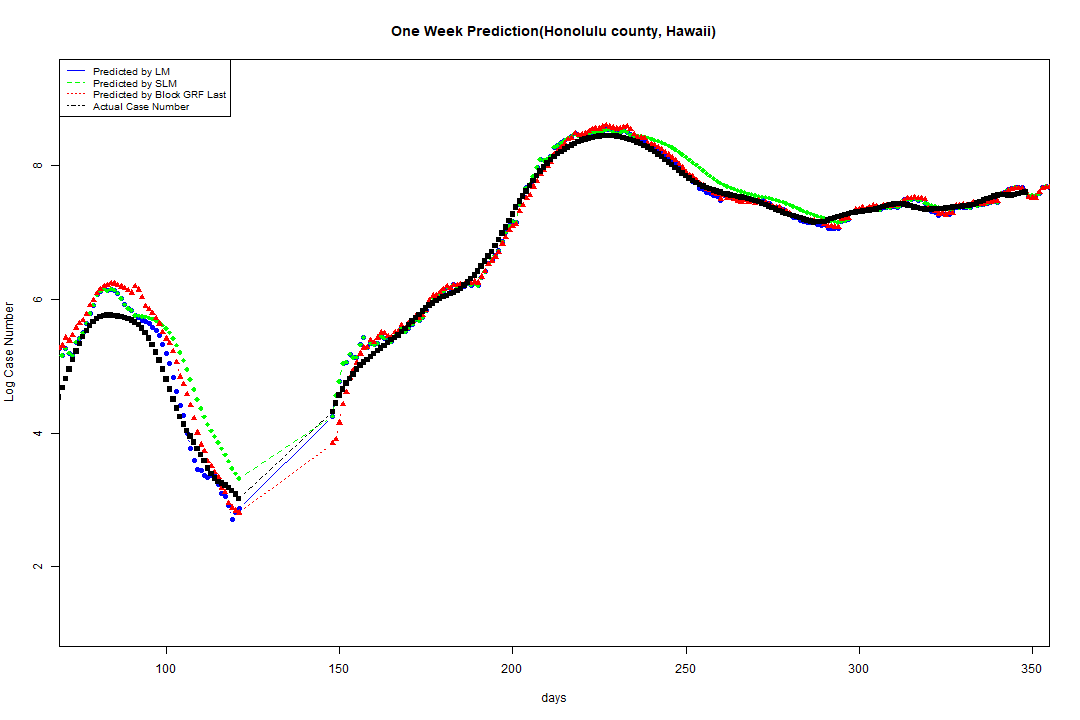 One Week Prediction(Honolulu county, Hawaii)
Predicted by LM
Predicted by SLM
Predicted by Block GRF Last
Actual Case Number
8
6
4
2
Log Case Number
100 150 200 250 300 350
days